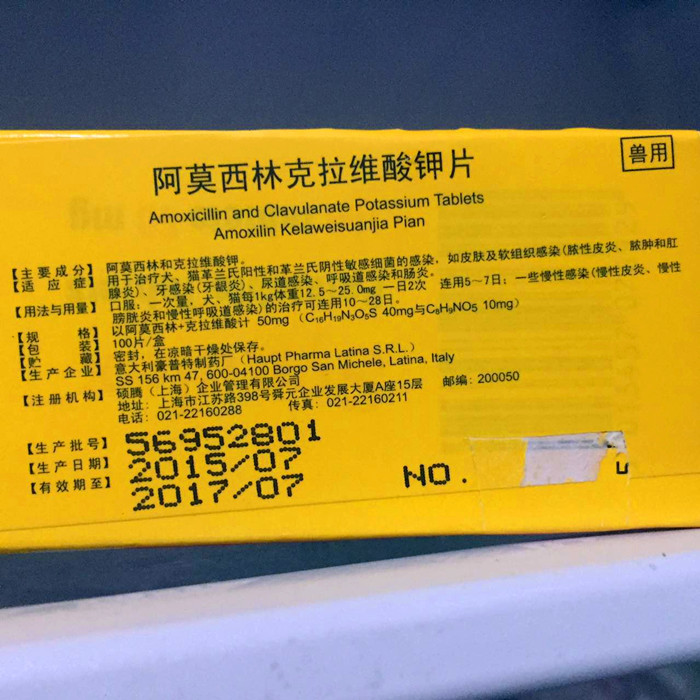 兽用
阿莫西林克拉维酸钾片
Amoxicillin and Clavulanate Potassium Tablets
Amoxilin Kelaweisuanjia Pian
【主要成分】 阿莫西林和克拉维酸钾。
【适应症】 用于治疗犬、猫革兰氏阳性和革兰氏阴性敏感细菌的感染，如皮肤及软组织感染(脓性皮炎、脓肿和肛
腺炎)、牙感染(牙龈炎)、尿道感染、呼吸道感染和肠炎。
【用法与用量】 口服：一次量，犬、猫每1kg体重12.5~25.0mg 一日2次 连用5~7日；一些慢性感染(慢性皮炎、慢性
膀胱炎和慢性呼吸道感染)的治疗可连用10~28日。
【规格】 以阿莫西林+克拉维酸计 50mg （C16H19N3O5S 40mg与C8H9NO5 10mg）
【包装】 100片/盒
【贮藏】 密封，在凉暗干燥处保存。
【生产企业】 意大利豪普特制药厂（Haupt Pharma Latina S.R.L.）
SS 156 km 47, 600-04100 Borgo San Michele, Latina, Italy
【注册机构】 硕腾（上海）企业管理有限公司
地址：上海市江苏路398号舜元企业发展大厦A座15层 邮编：200050
电话：021-22160288 传真：021-22160211
【生产批号】 56952801
【生产日期】 2015/07
【有效期至】 2017/07
NO.